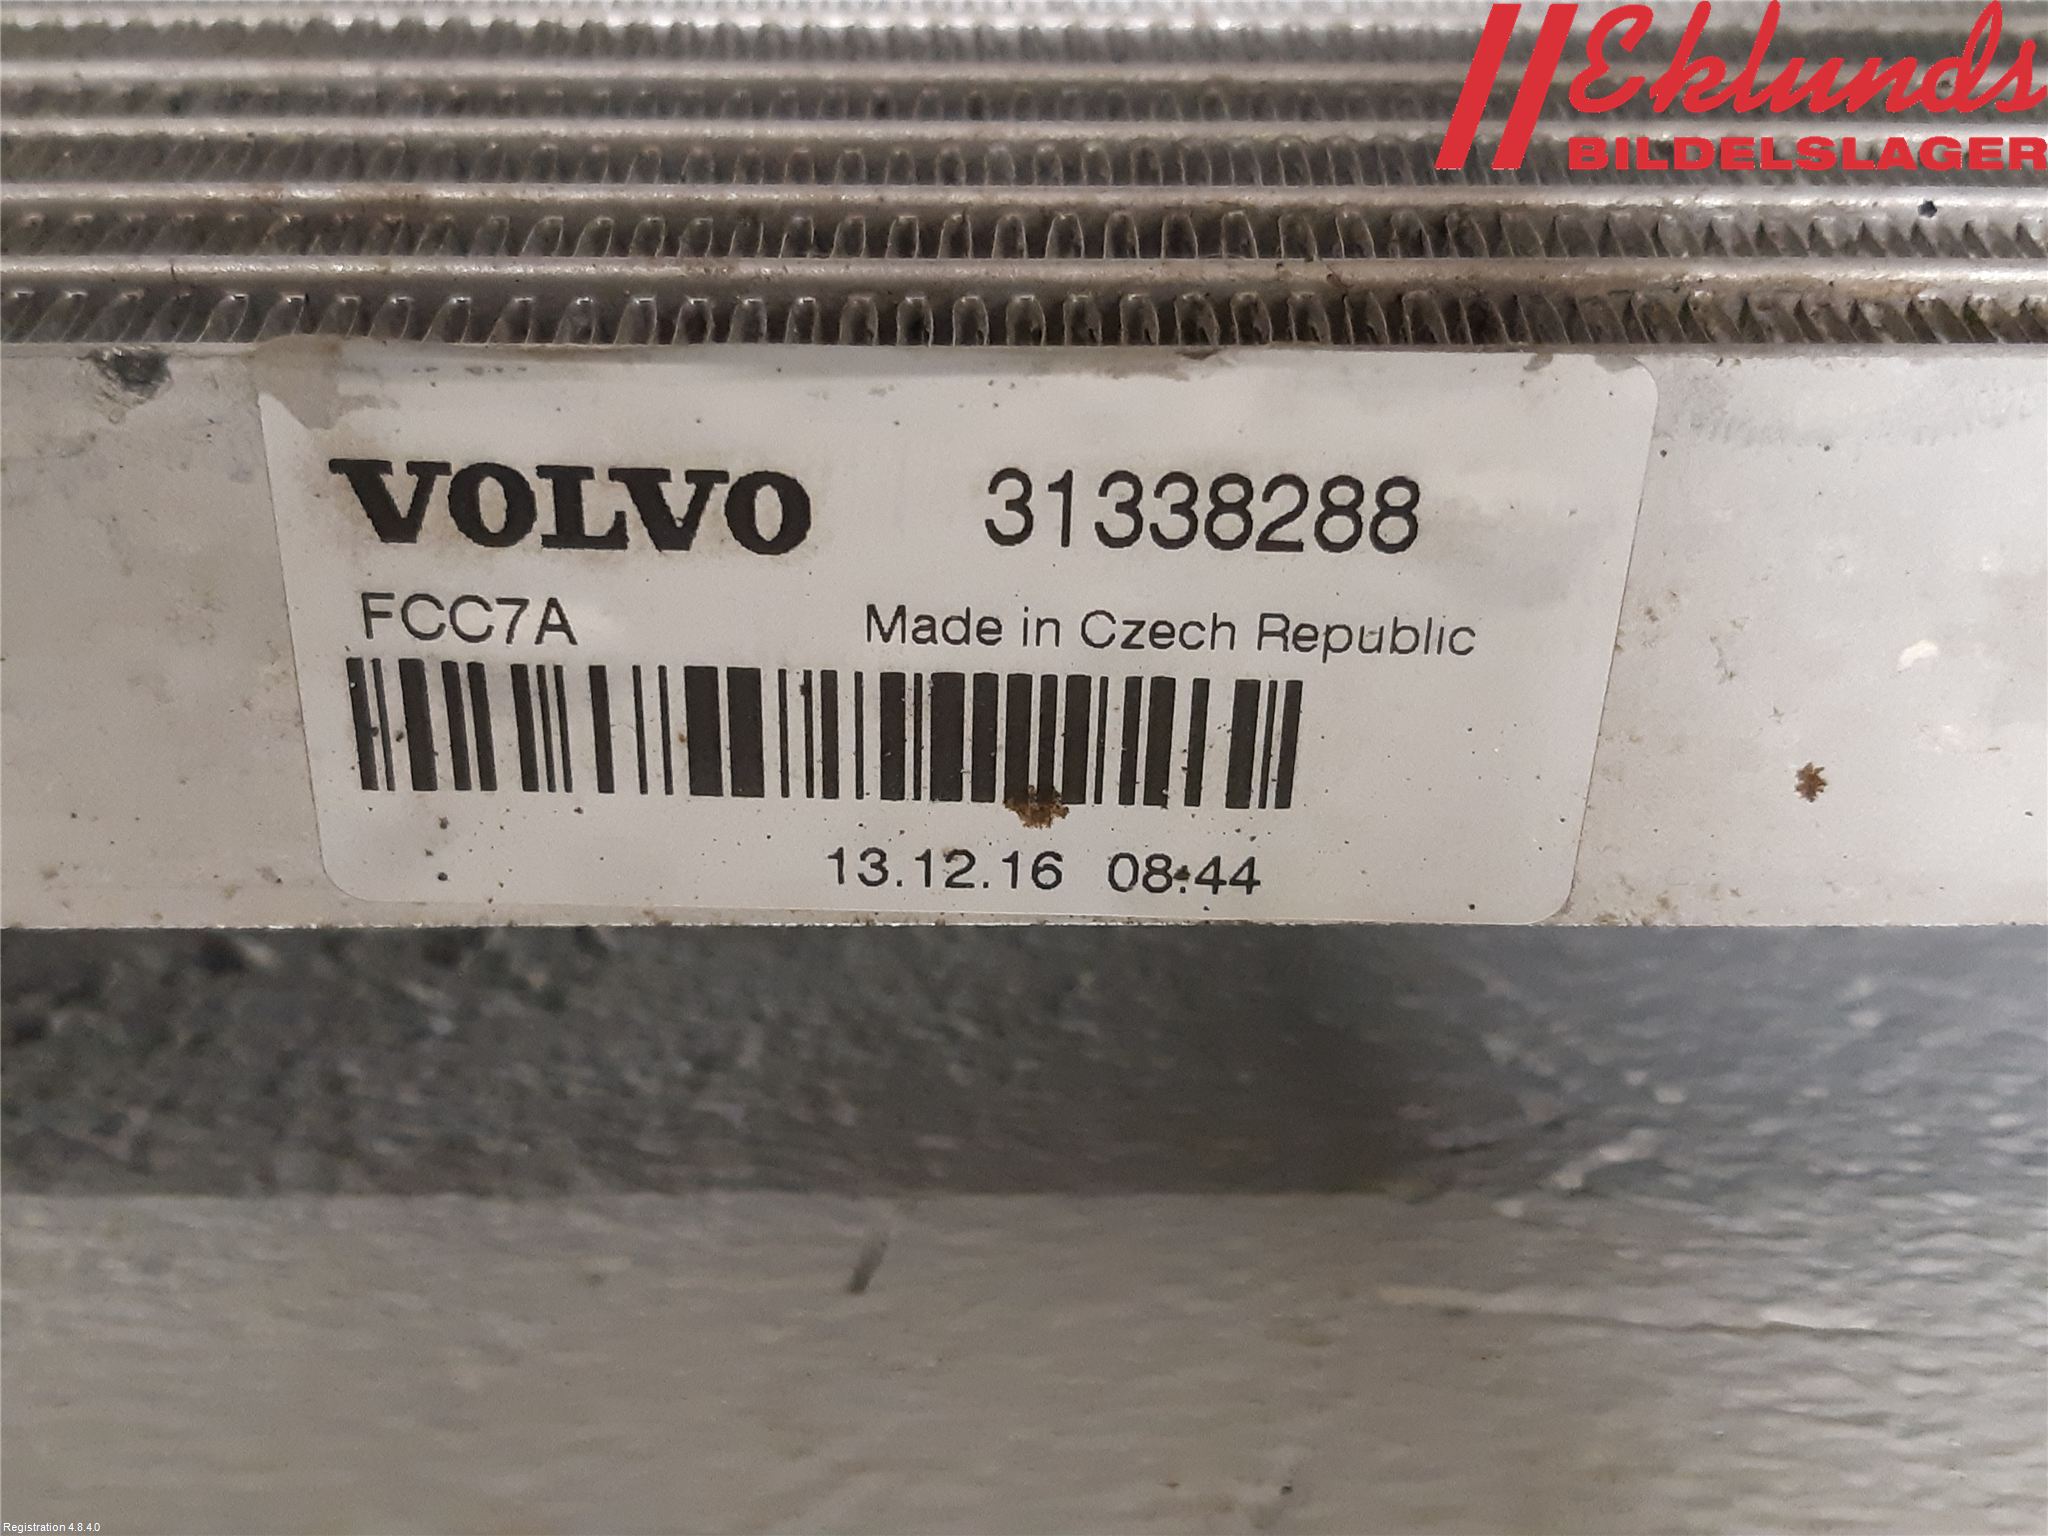 Eklunds
BILDELSLAGER
VOLVO 31338288
FCC7A Made in Czech Republic
13.12.16 08:44
Registration 4.8.4.0